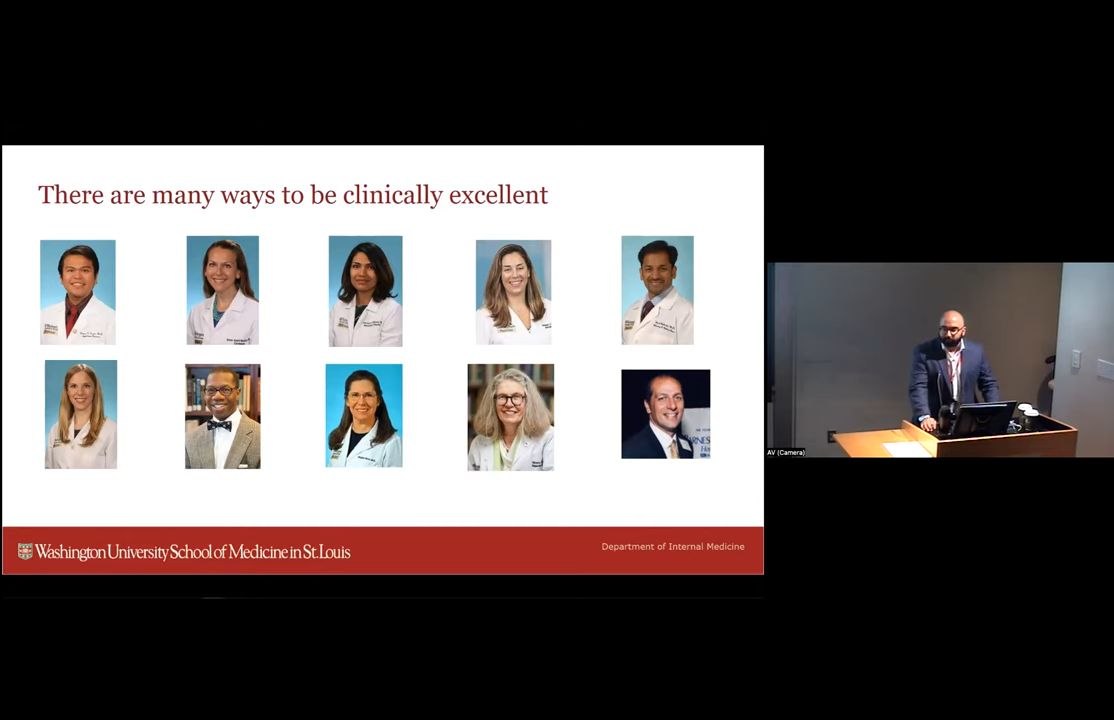 There are many ways to be clinically excellent
Washington University School of Medicine in St. Louis
Department of Internal Medicine
AV (Camera)